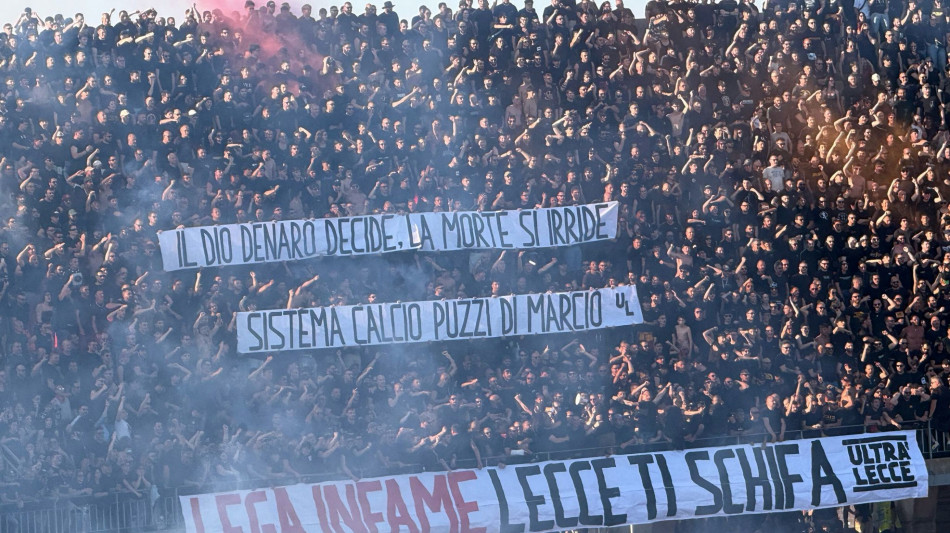 IL DIO DENARO DECIDE, LA MORTE SI IRRIDE
SISTEMA CALCIO PUZZI DI MARCIO UL
LEGA INFAME LECCE TI SCHIFA ULTRA'
LECCE